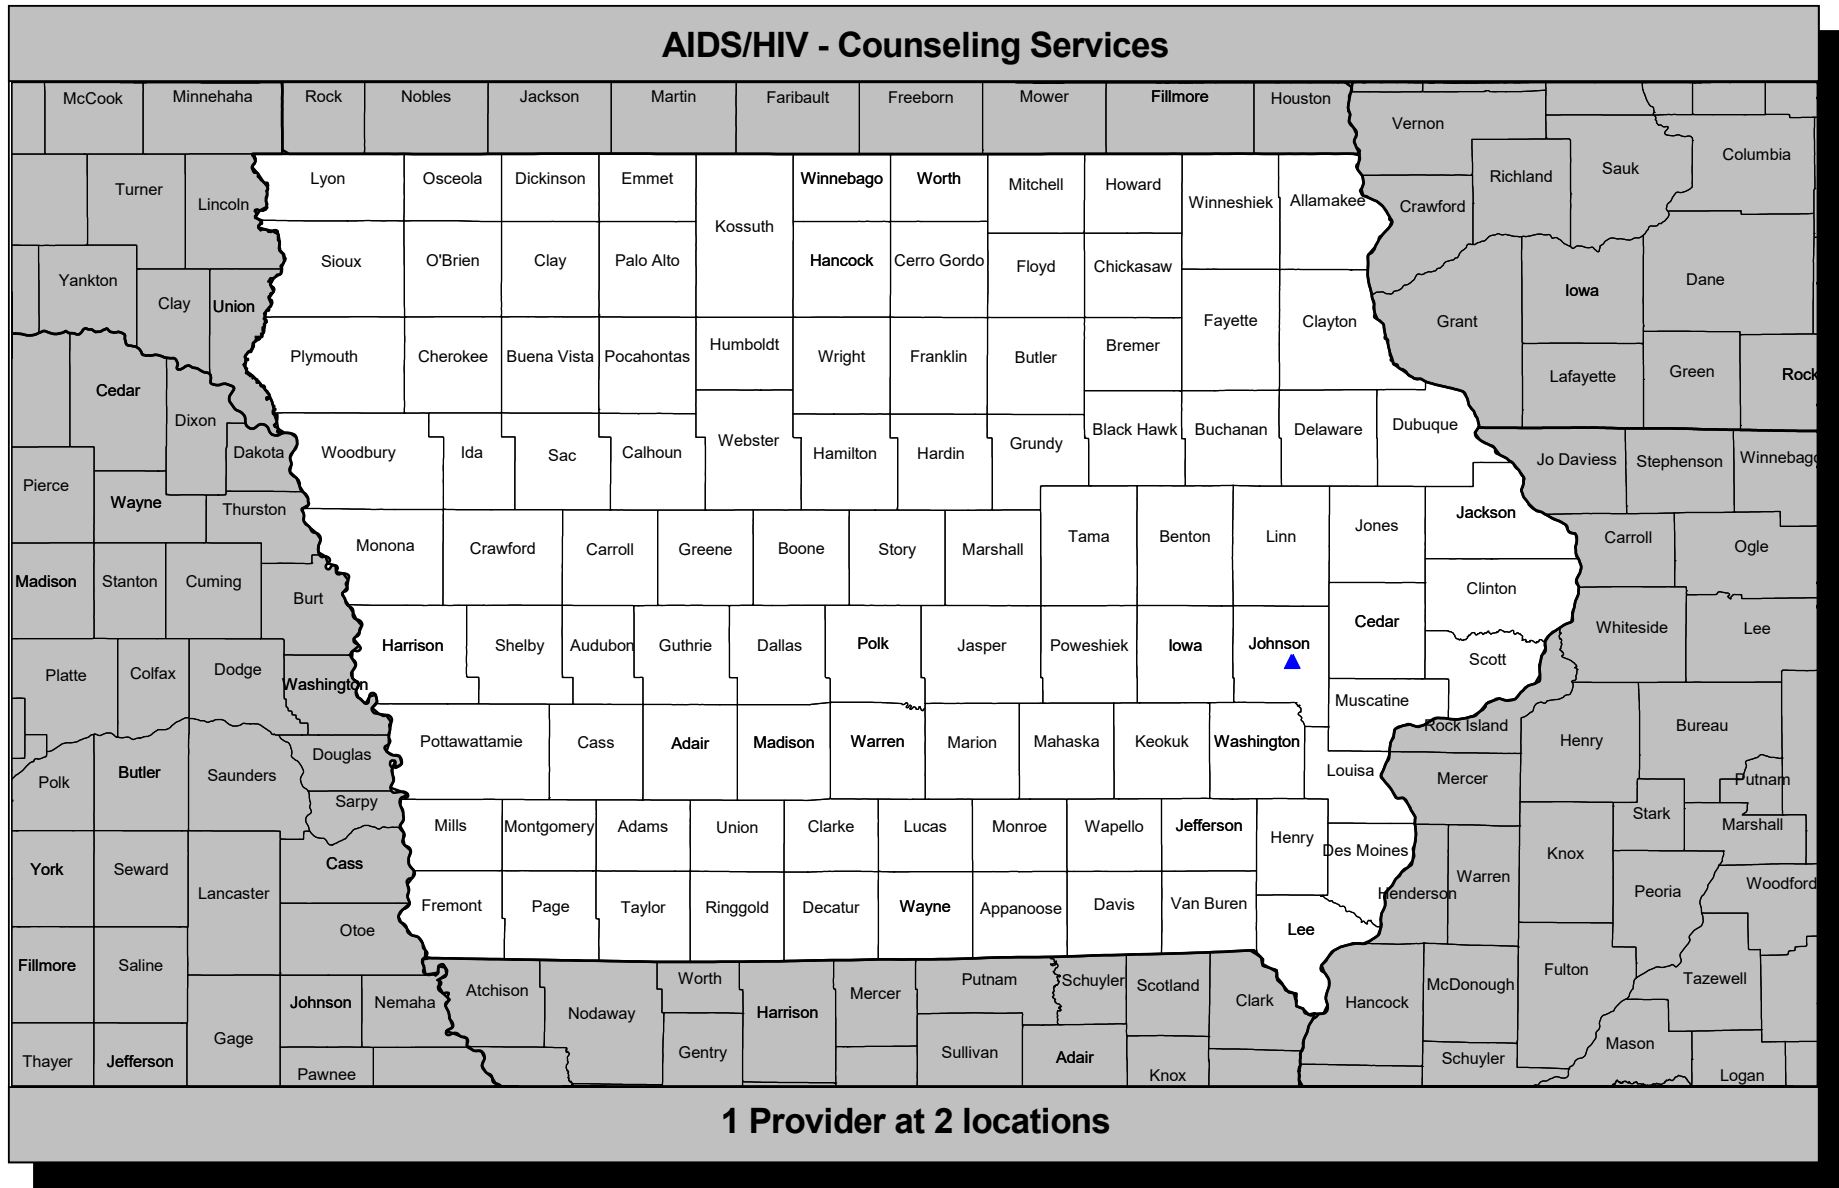 AIDS/HIV - Counseling Services
McCook Minnehaha Rock Nobles Jackson Martin Faribault Freeborn Mower Fillmore Houston
Vernon
Columbia
Sauk
Richland
Turner Lyon Osceola Dickinson Emmet Winnebago Worth Mitchell Howard
Lincoln Winneshiek Allamakee Crawford
Kossuth
Yankton Sioux O'Brien Clay Palo Alto Hancock Cerro Gordo Floyd Chickasaw Dane
Clay Union Iowa
Fayette Clayton Grant
Plymouth Cherokee Buena Vista Pocahontas Humboldt Wright Franklin Butler Bremer
Lafayette Green Rock
Cedar
Dixon
Dakota Woodbury Ida Sac Calhoun Webster Hamilton Hardin Grundy Black Hawk Buchanan Delaware Dubuque
Jo Daviess Stephenson Winnebago
Pierce
Wayne Thurston
Jackson
Monona Crawford Carroll Greene Boone Story Marshall Tama Benton Linn Jones
Carroll Ogle
Madison Stanton Cuming
Burt Clinton
Harrison Shelby Audubon Guthrie Dallas Polk Jasper Poweshiek Iowa Johnson Cedar
Whiteside Lee
Scott
Platte Colfax Dodge
Washington Muscatine
Rock Island Bureau
Pottawattamie Cass Adair Madison Warren Marion Mahaska Keokuk Washington Henry
Douglas
Polk Butler Saunders Louisa Mercer Putnam
Sarpy
Mills Montgomery Adams Union Clarke Lucas Monroe Wapello Jefferson Henry
Stark Marshall
Des Moines Knox
York Seward Cass
Lancaster Henderson Warren Peoria Woodford
Fremont Page Taylor Ringgold Decatur Wayne Appanoose Davis Van Buren
Otoe Lee
Fillmore Saline
Fulton
Atchison Worth Putnam Schuyler Scotland McDonough Tazewell
Johnson Nemaha Nodaway Harrison Mercer Clark Hancock
Gage
Gentry Sullivan Adair Mason
Thayer Jefferson Schuyler
Pawnee Knox Logan
1 Provider at 2 locations